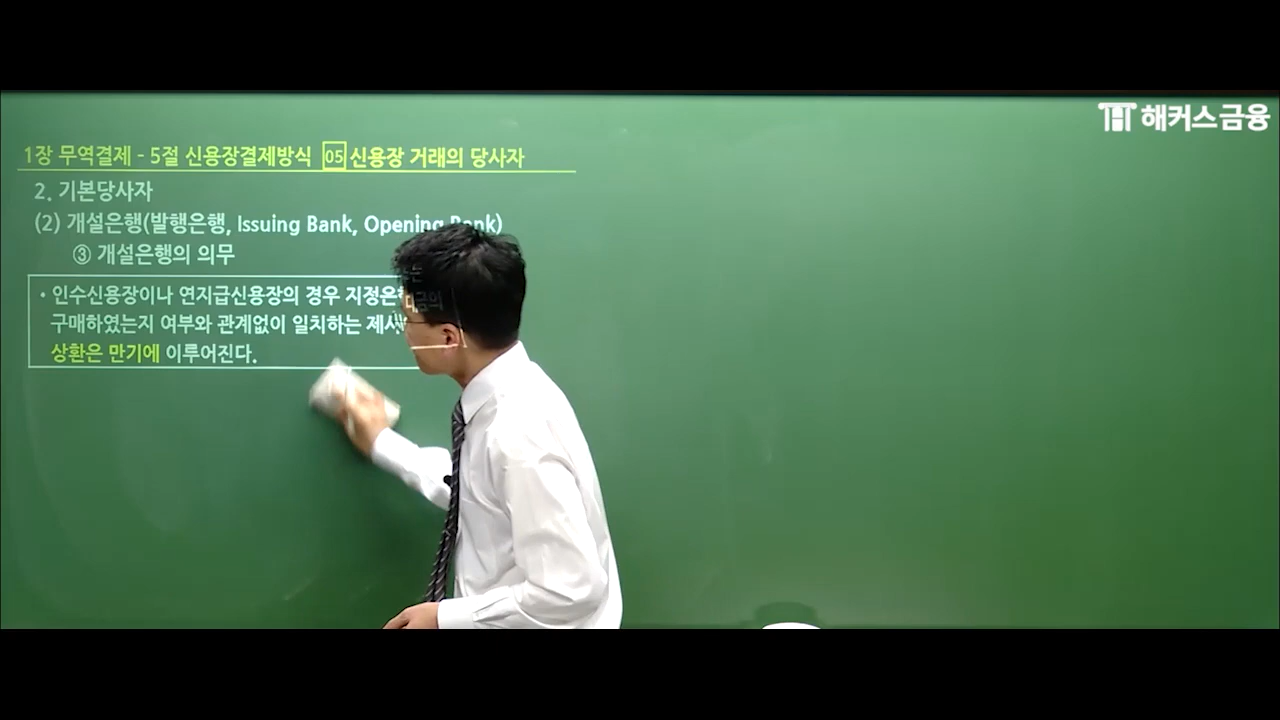 해커스금융
1장 무역결제 - 5절 신용장결제방식 05 신용장 거래의 당사자
2. 기본당사자
(2) 개설은행(발행은행, Issuing Bank, Opening Bank)
③ 개설은행의 의무
• 인수신용장이나 연지급신용장의 경우 지정은
구매하였는지 여부와 관계없이 일치하는 제시
상환은 만기에 이루어진다.